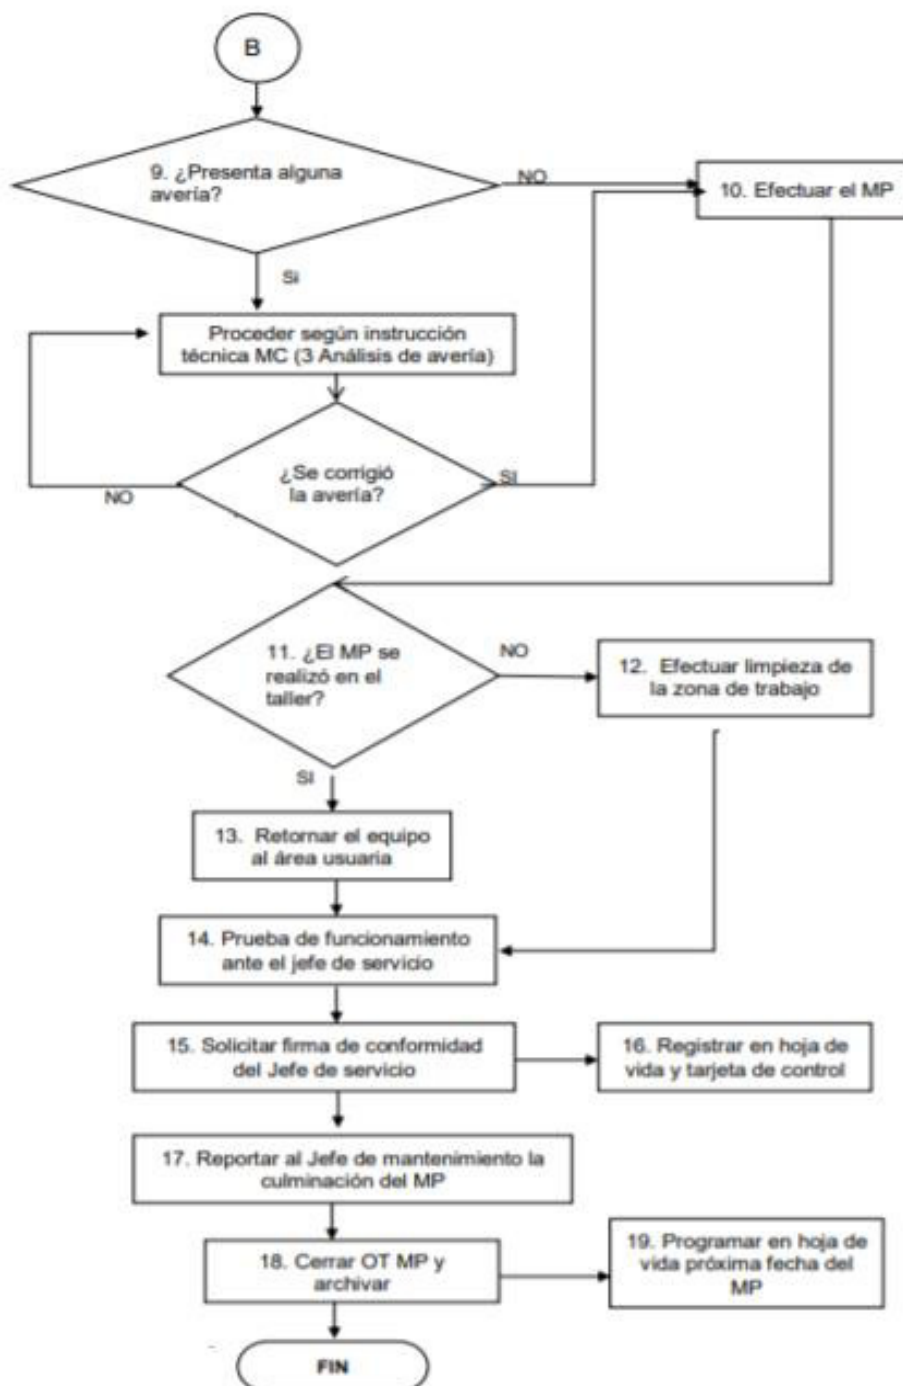 B
9. ¿Presenta alguna
avería?
NO
10. Efectuar el MP
Si
Proceder según instrucción
técnica MC (3 Análisis de avería)
¿Se corrigió
la avería?
SI
NO
11. ¿El MP se
realizó en el
taller?
NO
12. Efectuar limpieza de
la zona de trabajo
SI
13. Retornar el equipo
al área usuaria
14. Prueba de funcionamiento
ante el jefe de servicio
15. Solicitar firma de conformidad
del Jefe de servicio
16. Registrar en hoja de
vida y tarjeta de control
17. Reportar al Jefe de mantenimiento la
culminación del MP
18. Cerrar OT MP y
archivar
19. Programar en hoja de
vida próxima fecha del
MP
FIN